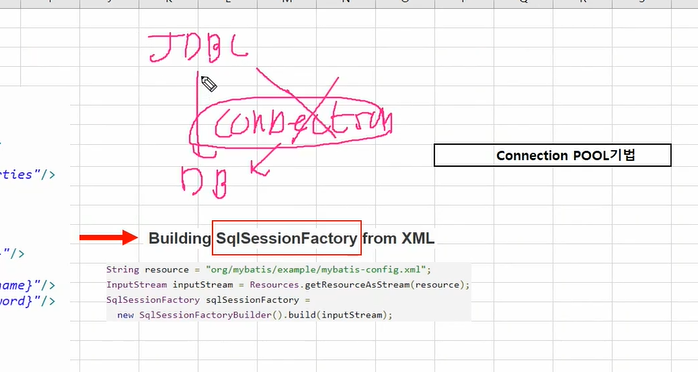 JDBC
Connection
DB
Connection POOL기법
rties"/>
}"/>
name}"/>
word}"/>
Building SqlSessionFactory from XML
String resource = "org/mybatis/example/mybatis-config.xml";
InputStream inputStream = Resources.getResourceAsStream(resource);
SqlSessionFactory sqlSessionFactory =
new SqlSessionFactoryBuilder().build(inputStream);